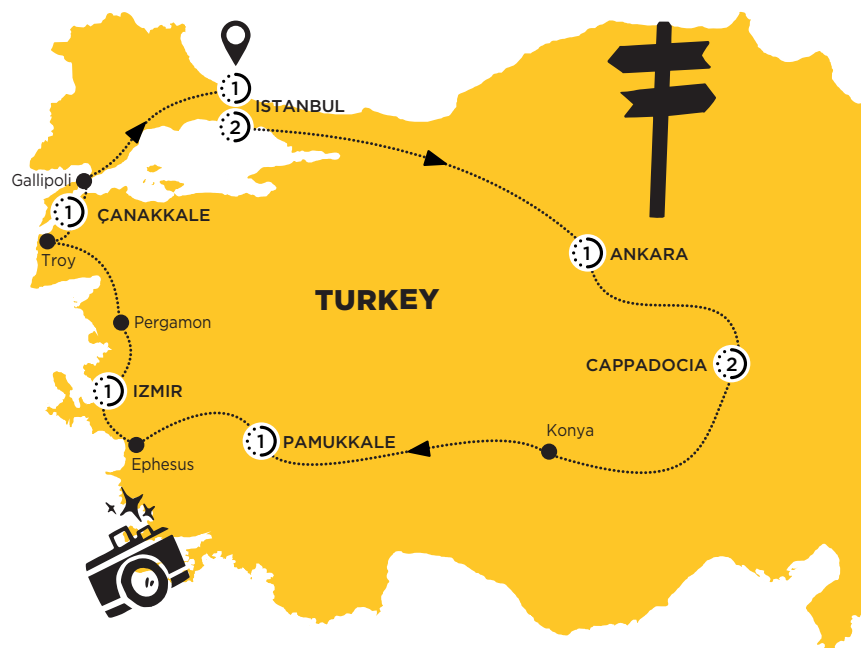 1
ISTANBUL
2
Gallipoli
1
ÇANAKKALE
Troy
1
ANKARA
TURKEY
Pergamon
CAPPADOCIA
2
1
IZMIR
Konya
1
PAMUKKALE
Ephesus